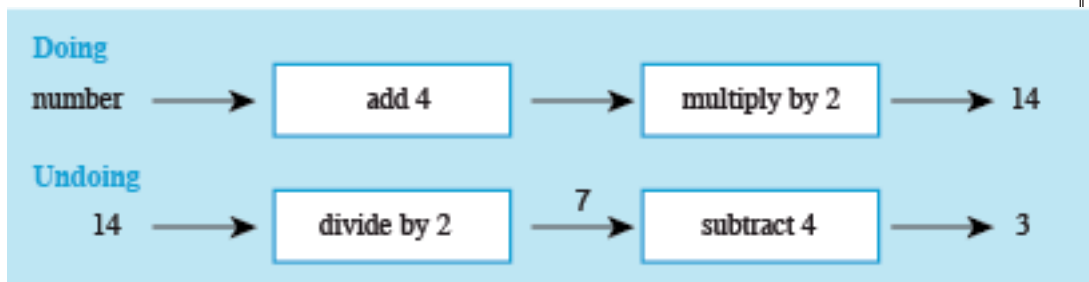 Doing
number add 4 multiply by 2 14
Undoing
14 divide by 2 7 subtract 4 3